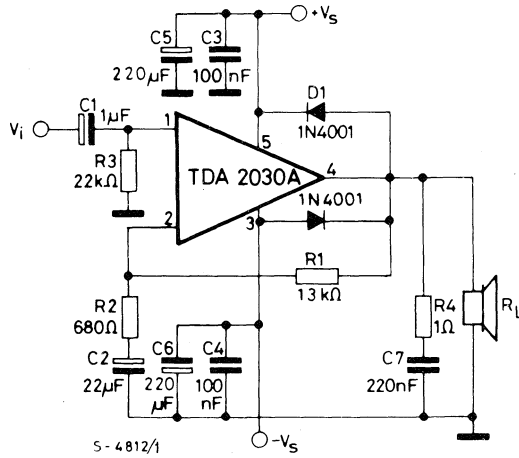 +Vs
C5
C3
220µF
100nF
D1
1N4001
C1
1µF
Vi
1
5
R3
22kΩ
TDA 2030A
4
1N4001
2
3
R1
13kΩ
R2
680Ω
R4
1Ω
RL
C2
22µF
C6
220
µF
C4
100
nF
C7
220nF
-Vs
S-4812/1